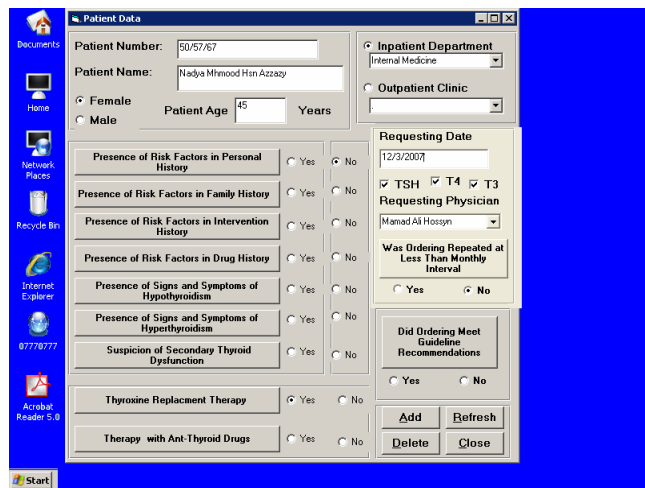 Documents
Home
Network
Places
Recycle Bin
Internet
Explorer
07770777
Acrobat
Reader 5.0
Start
Patient Data
Patient Number:
50/57/67
Patient Name:
Nadya Mhmood Hsn Azzazy
Female
Male
Patient Age
45
Years
Inpatient Department
Internal Medicine
Outpatient Clinic
.
Presence of Risk Factors in Personal
History
Yes
No
Presence of Risk Factors in Family History
Yes
No
Presence of Risk Factors in Intervention
History
Yes
No
Presence of Risk Factors in Drug History
Yes
No
Presence of Signs and Symptoms of
Hypothyroidism
Yes
No
Presence of Signs and Symptoms of
Hyperthyroidism
Yes
No
Suspicion of Secondary Thyroid
Dysfunction
Yes
No
Thyroxine Replacment Therapy
Yes
No
Therapy with Ant-Thyroid Drugs
Yes
No
Requesting Date
12/3/2007
TSH T4 T3
Requesting Physician
Mamad Ali Hossyn
Was Ordering Repeated at
Less Than Monthly
Interval
Yes
No
Did Ordering Meet
Guideline
Recommendations
Yes
No
Add
Refresh
Delete
Close